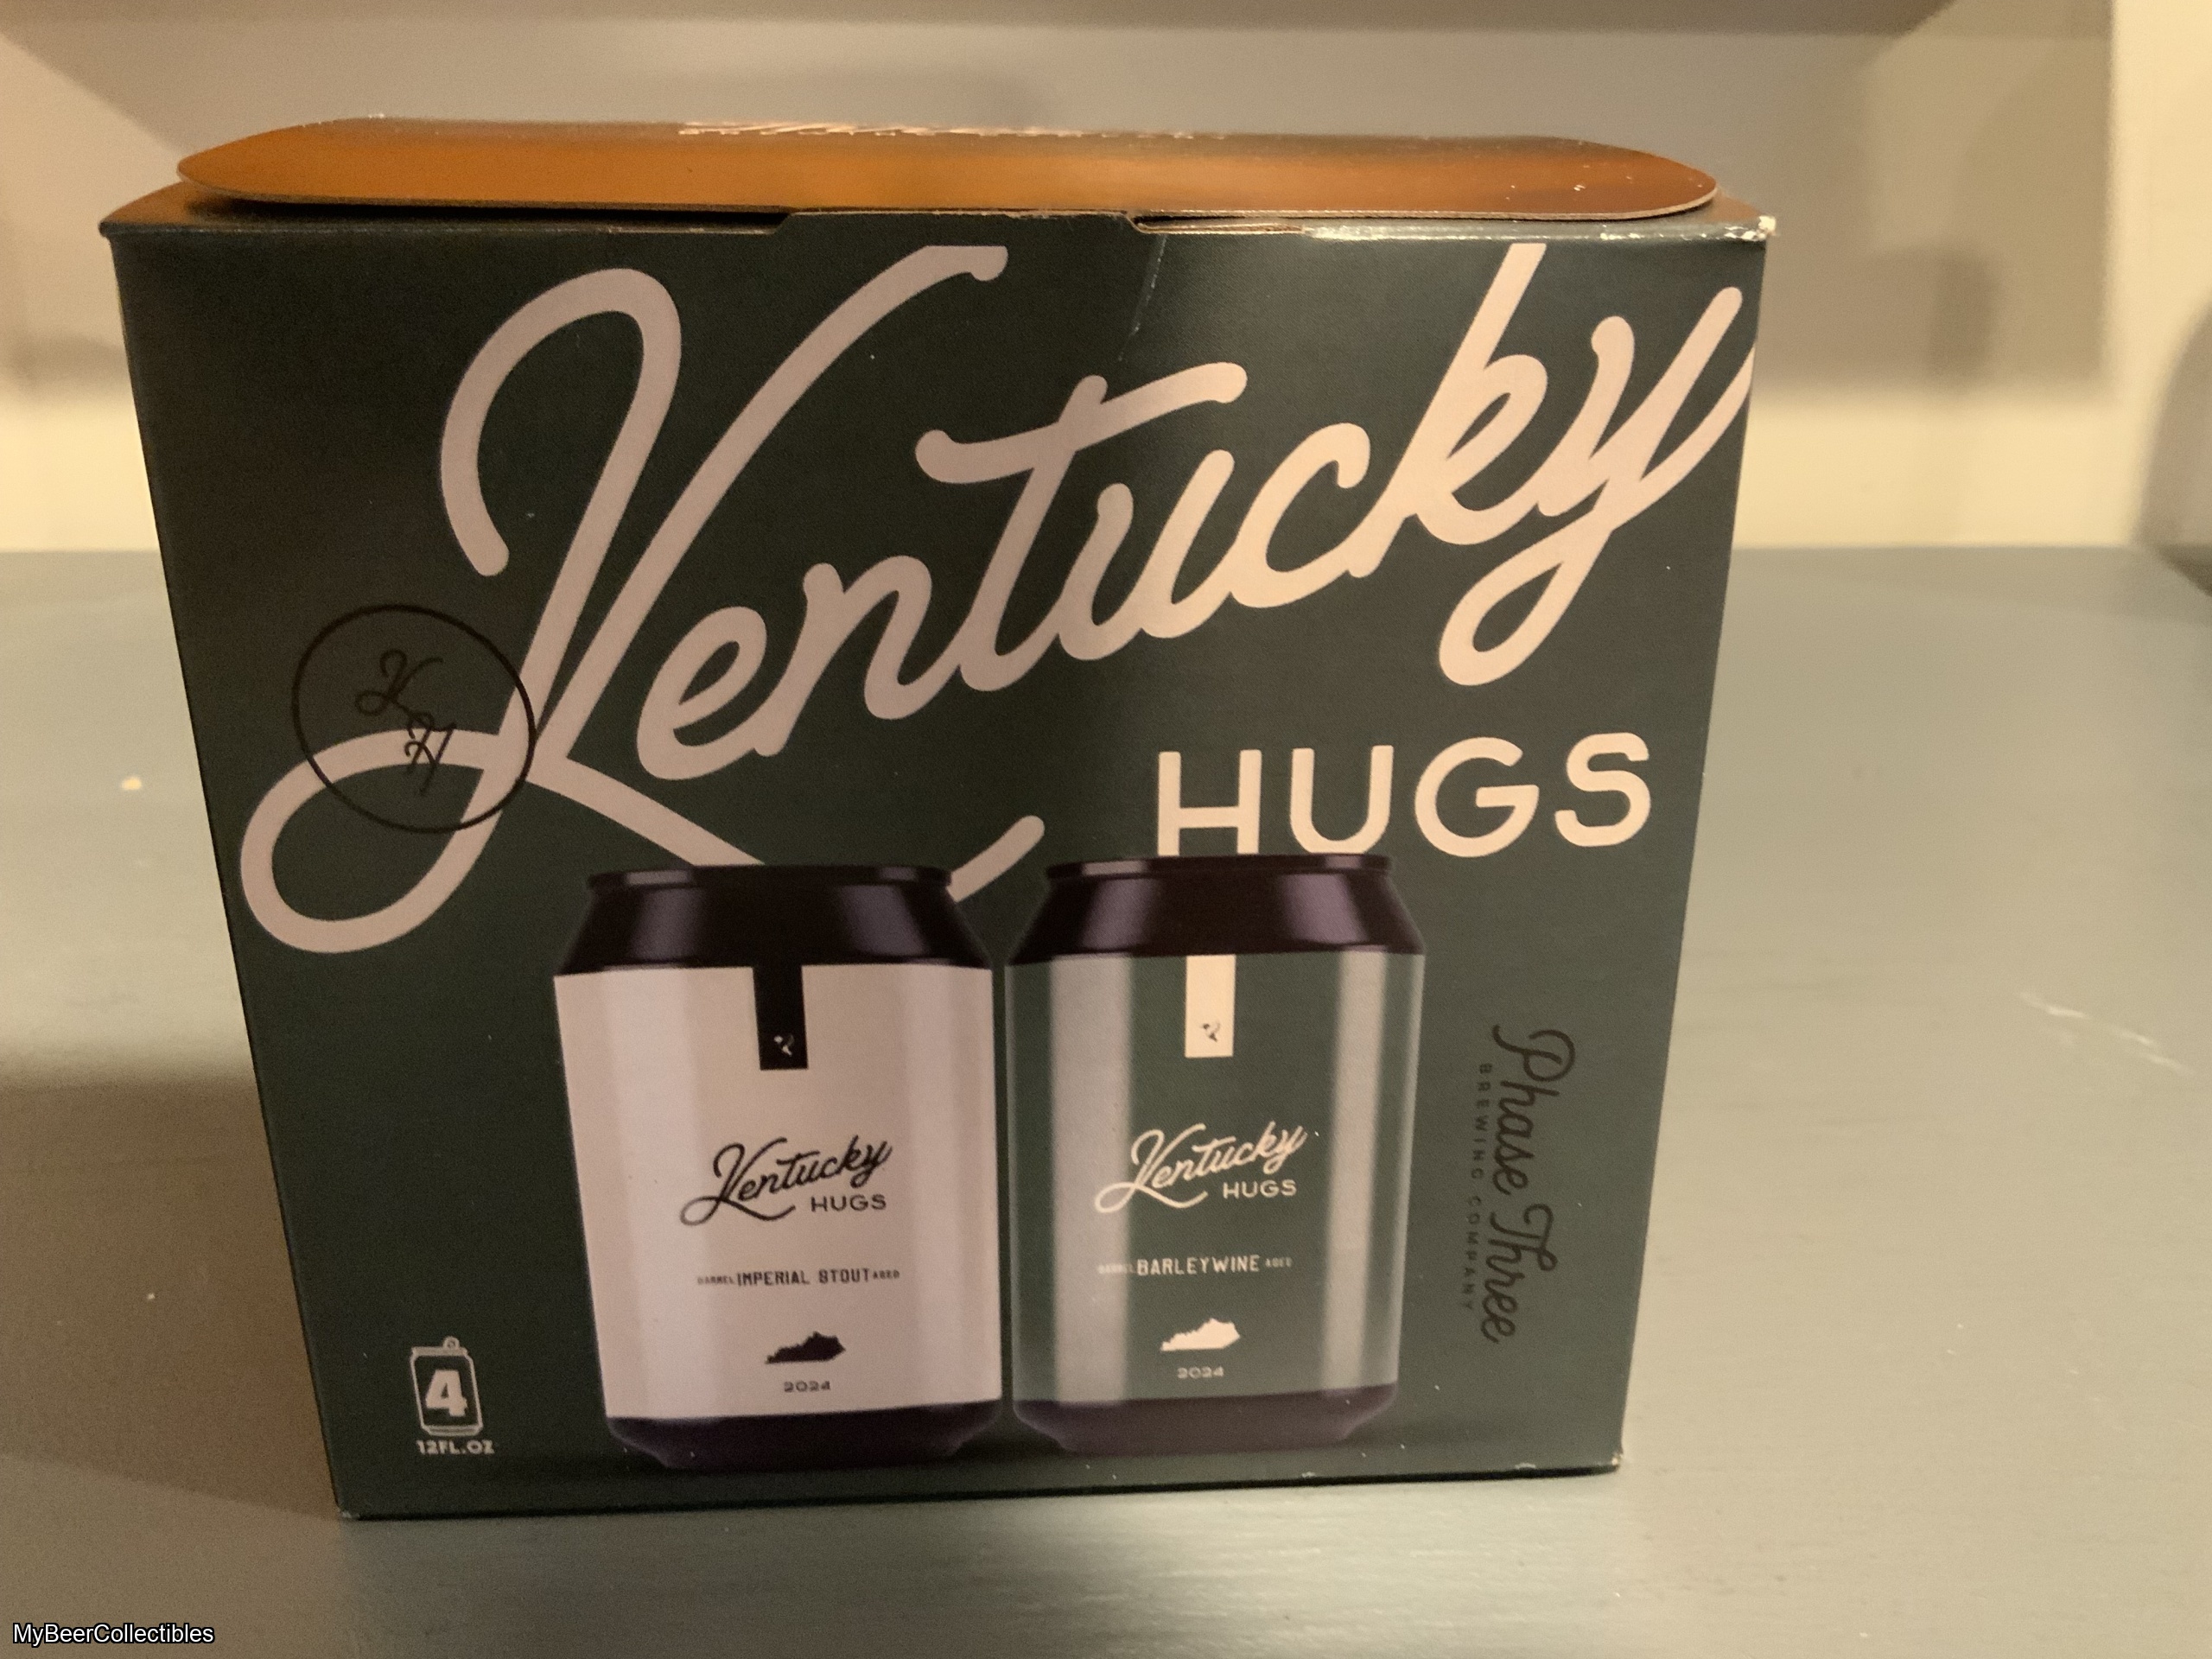 Kentucky
HUGS
K
H
Kentucky
HUGS
BARREL IMPERIAL STOUT AGED
2024
Kentucky
HUGS
BARREL BARLEYWINE AGED
2024
Phase Three
BREWING COMPANY
4
12FL.OZ
MyBeerCollectibles